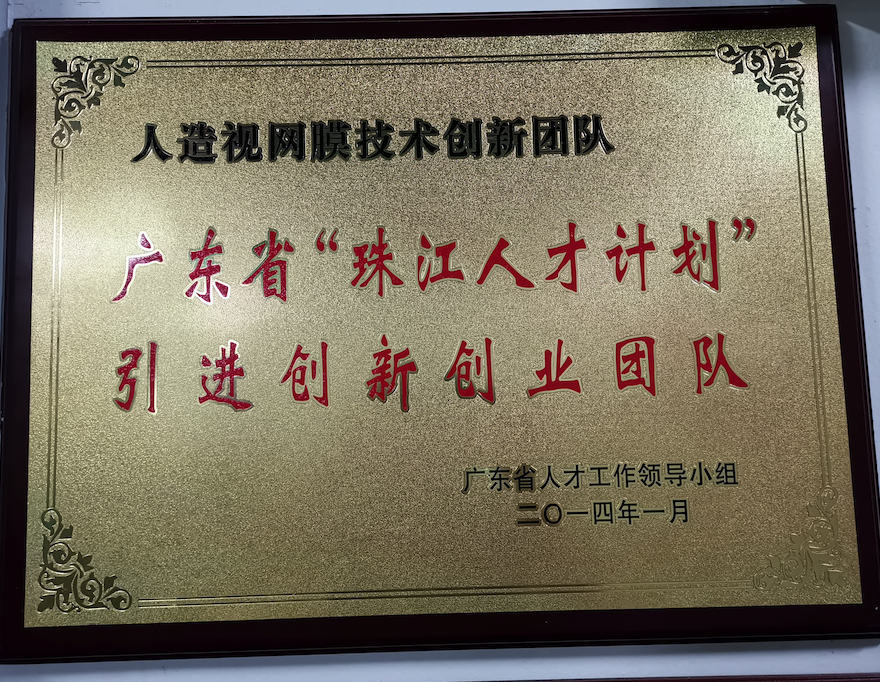 人造视网膜技术创新团队
广东省“珠江人才计划”
引进创新创业团队
广东省人才工作领导小组
二〇一四年一月